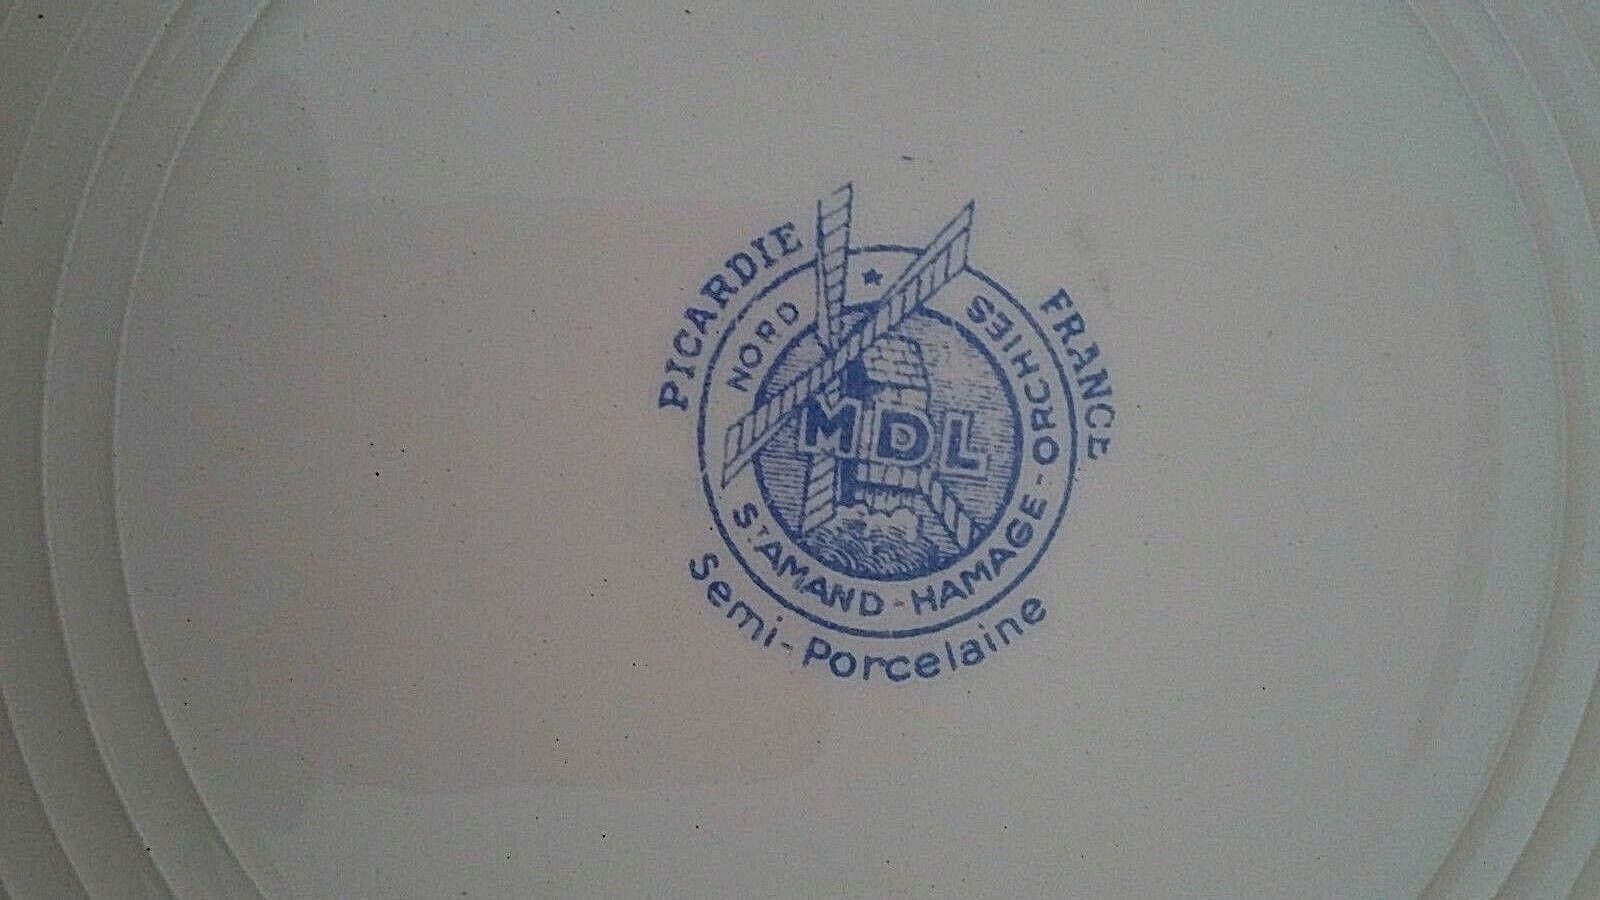 PICARDIE
FRANCE
NORD
ST AMAND - HAMAGE - ORCHIES
MDL
Semi-Porcelaine